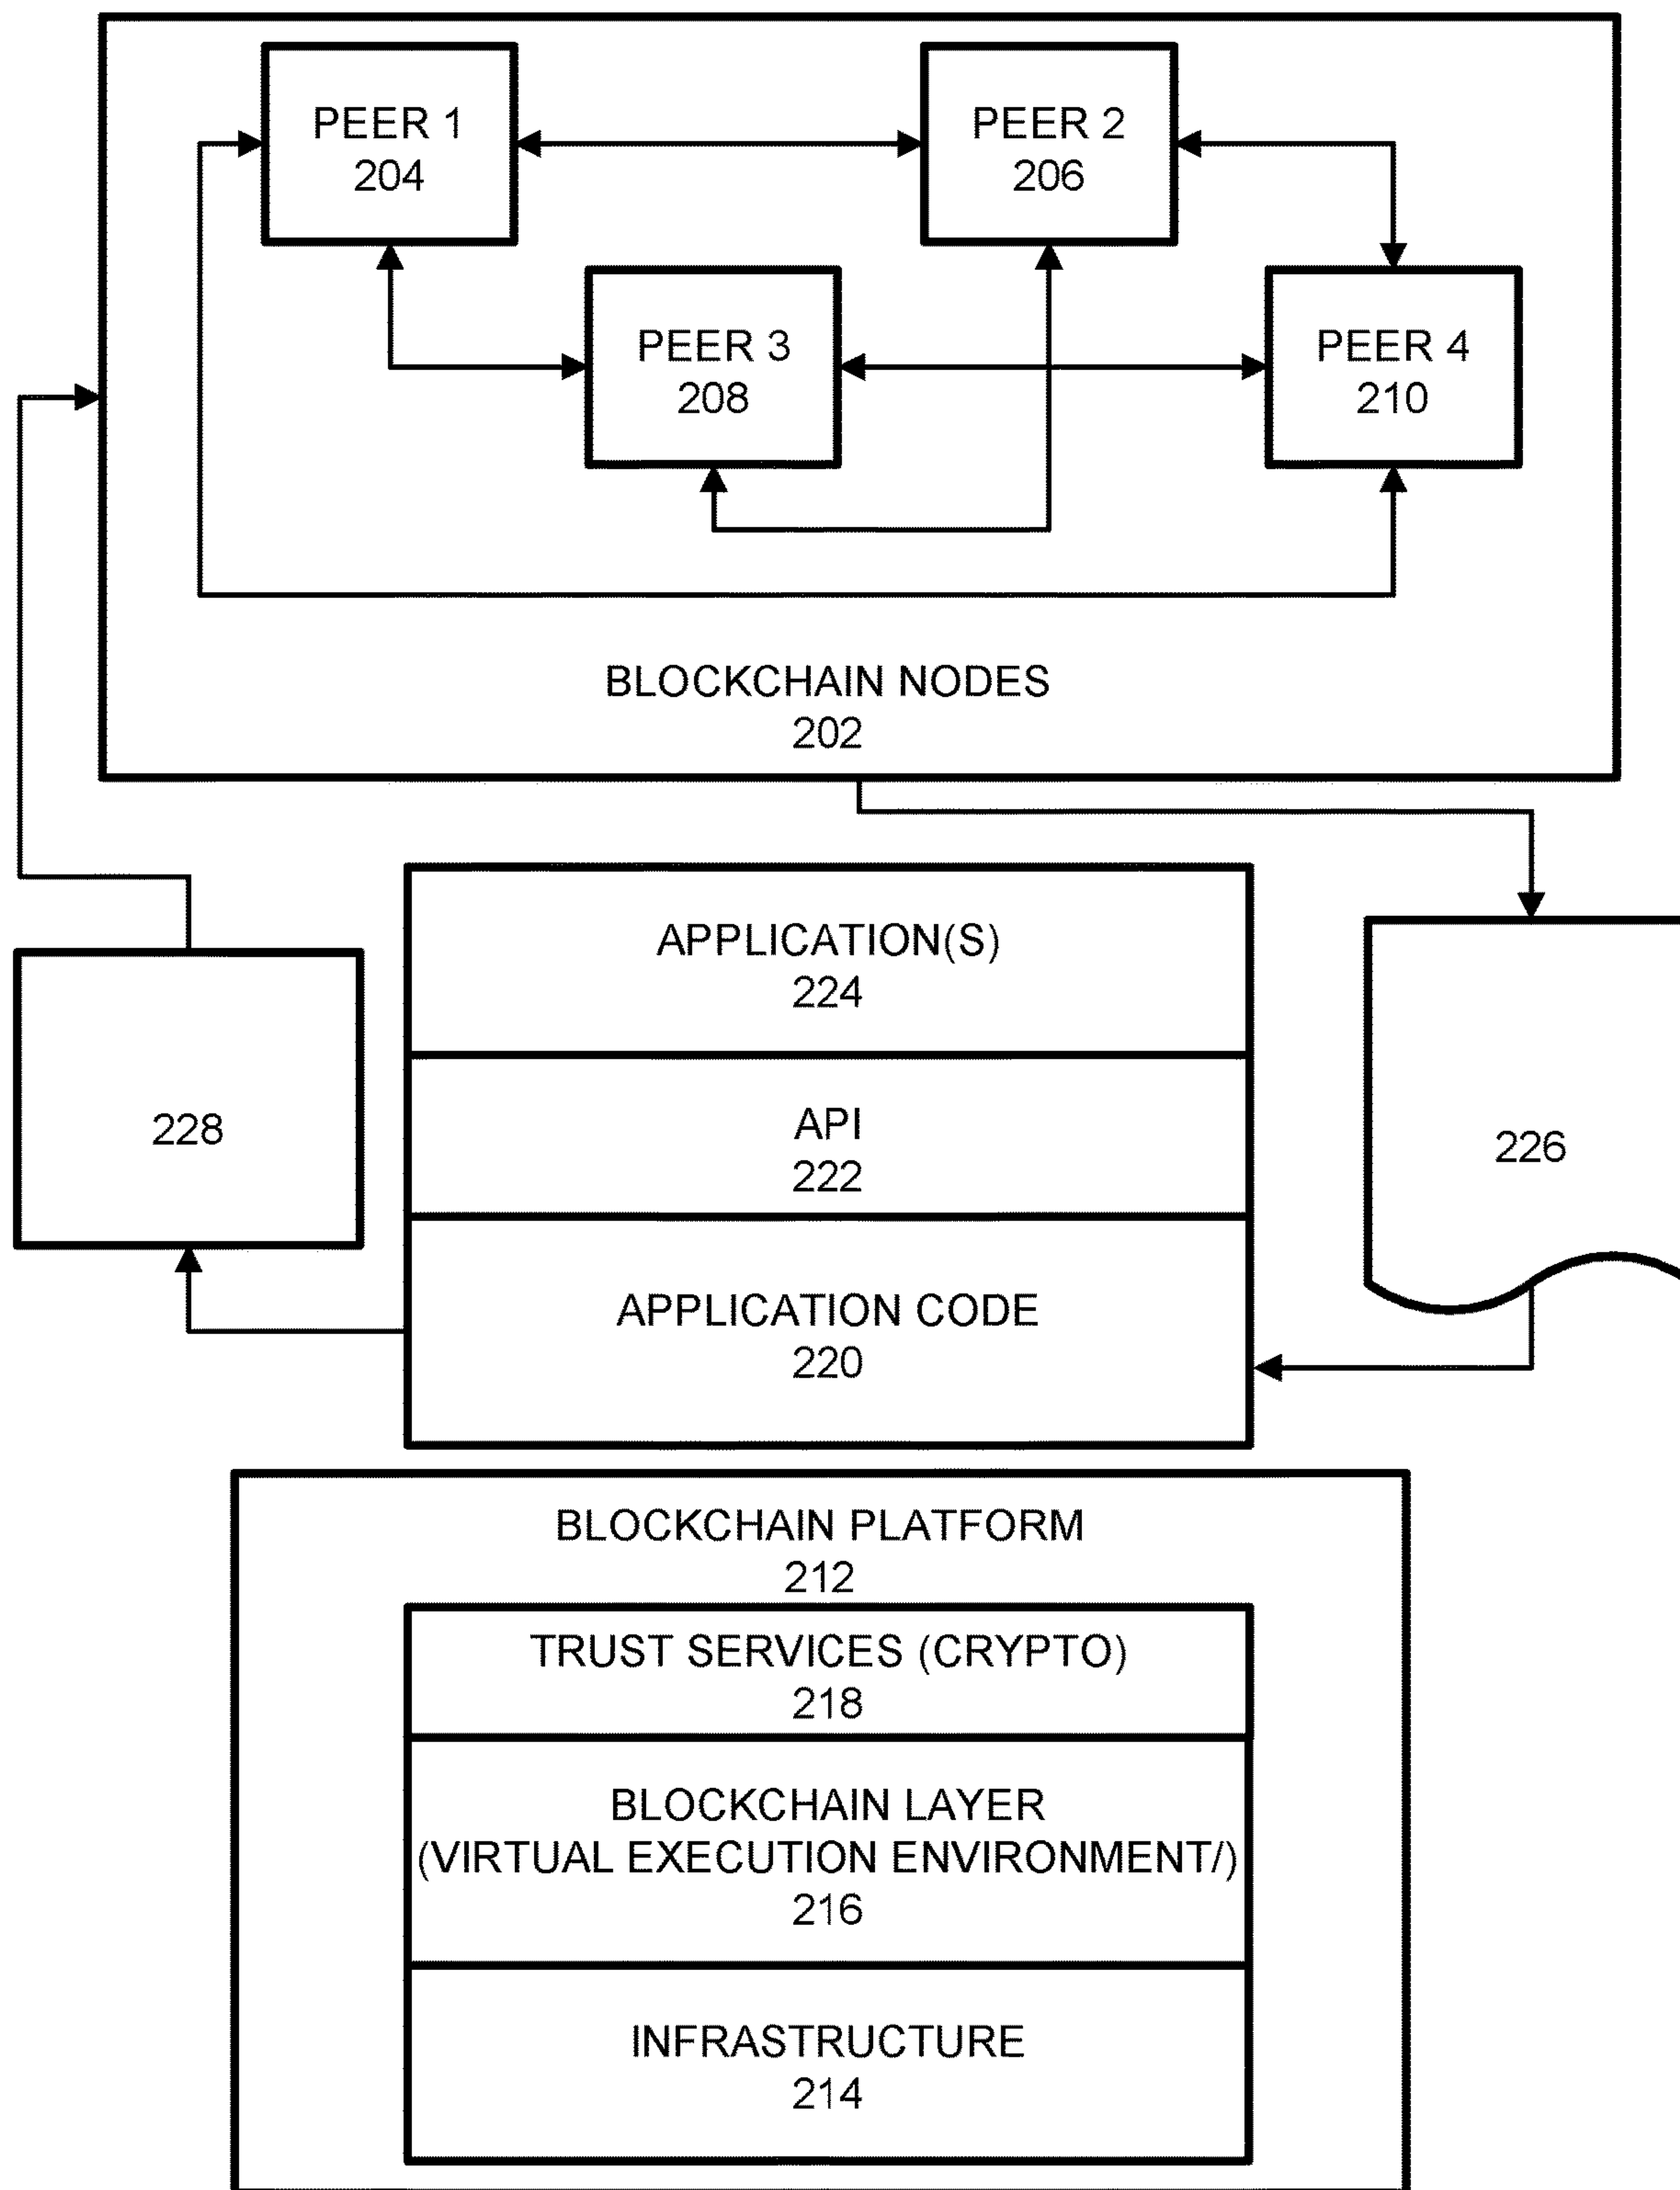 PEER 1
204
PEER 2
206
PEER 3
208
PEER 4
210
BLOCKCHAIN NODES
202
APPLICATION(S)
224
API
222
228
226
APPLICATION CODE
220
BLOCKCHAIN PLATFORM
212
TRUST SERVICES (CRYPTO)
218
BLOCKCHAIN LAYER
(VIRTUAL EXECUTION ENVIRONMENT/)
216
INFRASTRUCTURE
214